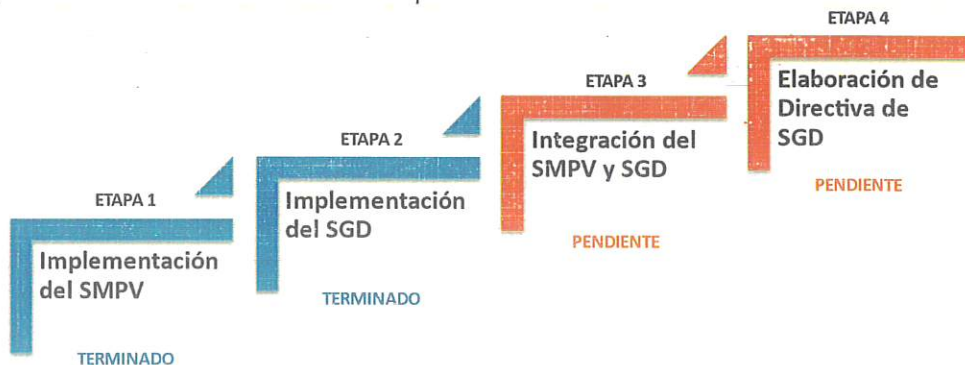 ETAPA 1
Implementación
del SMPV
TERMINADO
ETAPA 2
Implementación
del SGD
TERMINADO
ETAPA 3
Integración del
SMPV y SGD
PENDIENTE
ETAPA 4
Elaboración de
Directiva de
SGD
PENDIENTE